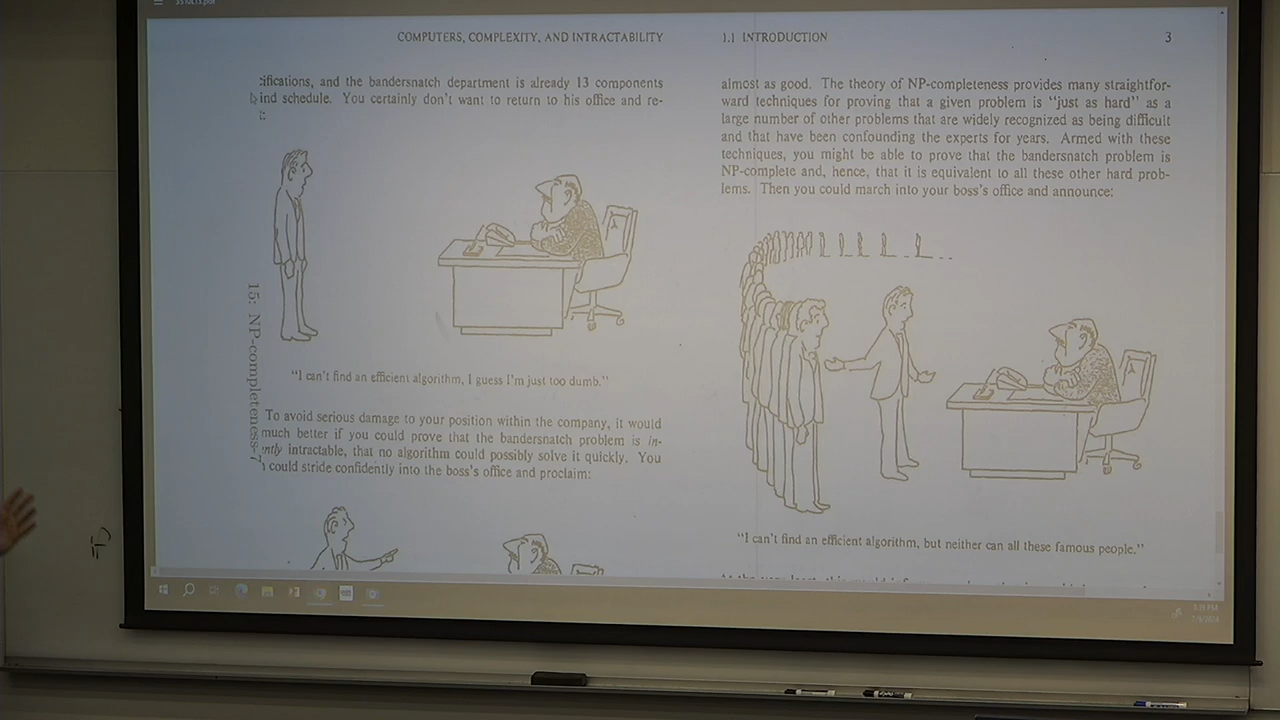 COMPUTERS, COMPLEXITY, AND INTRACTABILITY
ifications, and the bandersnatch department is already 13 components
ind schedule. You certainly don't want to return to his office and re-
"I can't find an efficient algorithm, I guess I'm just too dumb."
To avoid serious damage to your position within the company, it would
much better if you could prove that the bandersnatch problem is in-
ntly intractable, that no algorithm could possibly solve it quickly. You
could stride confidently into the boss's office and proclaim:
15: NP-completeness-7
1.1 INTRODUCTION 3
almost as good. The theory of NP-completeness provides many straightfor-
ward techniques for proving that a given problem is "just as hard" as a
large number of other problems that are widely recognized as being difficult
and that have been confounding the experts for years. Armed with these
techniques, you might be able to prove that the bandersnatch problem is
NP-complete and, hence, that it is equivalent to all these other hard prob-
lems. Then you could march into your boss's office and announce:
"I can't find an efficient algorithm, but neither can all these famous people."